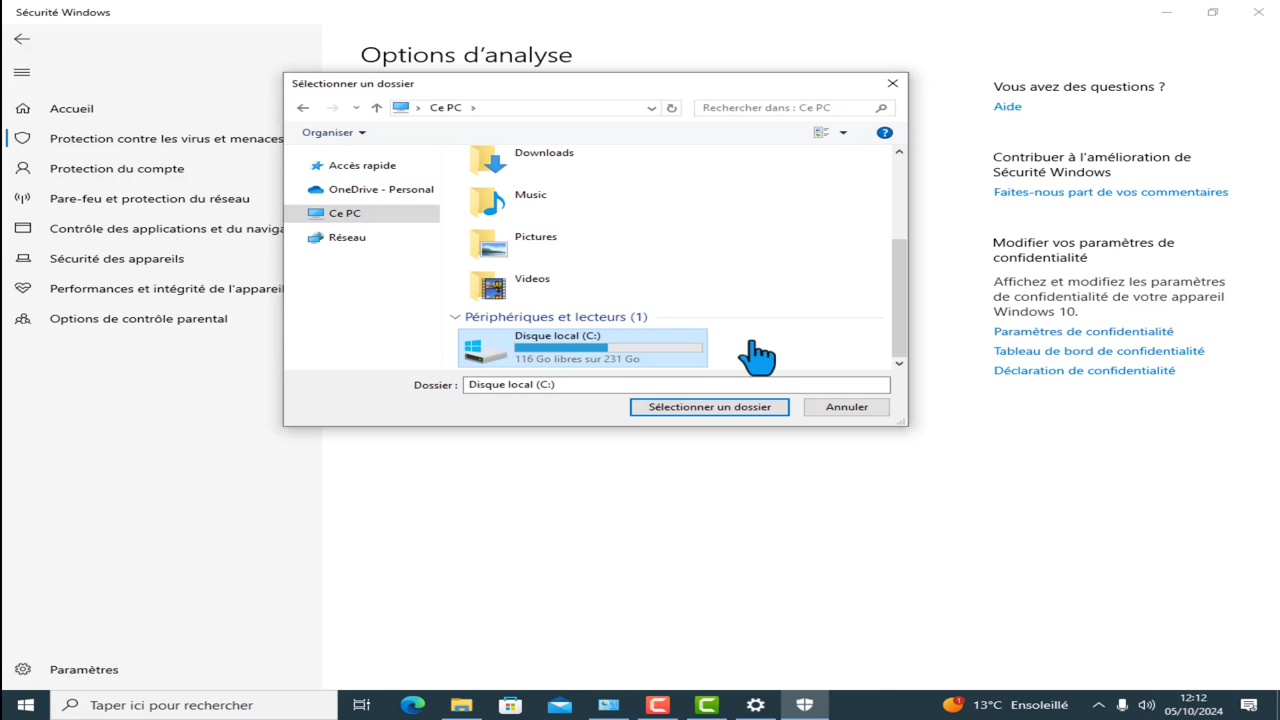 Sécurité Windows
Options d'analyse
Accueil
Protection contre les virus et menaces
Protection du compte
Pare-feu et protection du réseau
Contrôle des applications et du naviga
Sécurité des appareils
Performances et intégrité de l'appareil
Options de contrôle parental
Paramètres
Sélectionner un dossier
Ce PC
Rechercher dans : Ce PC
Organiser
Accès rapide
OneDrive - Personal
Ce PC
Réseau
Downloads
Music
Pictures
Videos
Périphériques et lecteurs (1)
Disque local (C:)
116 Go libres sur 231 Go
Dossier : Disque local (C:)
Sélectionner un dossier
Annuler
Vous avez des questions ?
Aide
Contribuer à l'amélioration de
Sécurité Windows
Faites-nous part de vos commentaires
Modifier vos paramètres de
confidentialité
Affichez et modifiez les paramètres
de confidentialité de votre appareil
Windows 10.
Paramètres de confidentialité
Tableau de bord de confidentialité
Déclaration de confidentialité
Taper ici pour rechercher
13°C Ensoleillé
12:12
05/10/2024